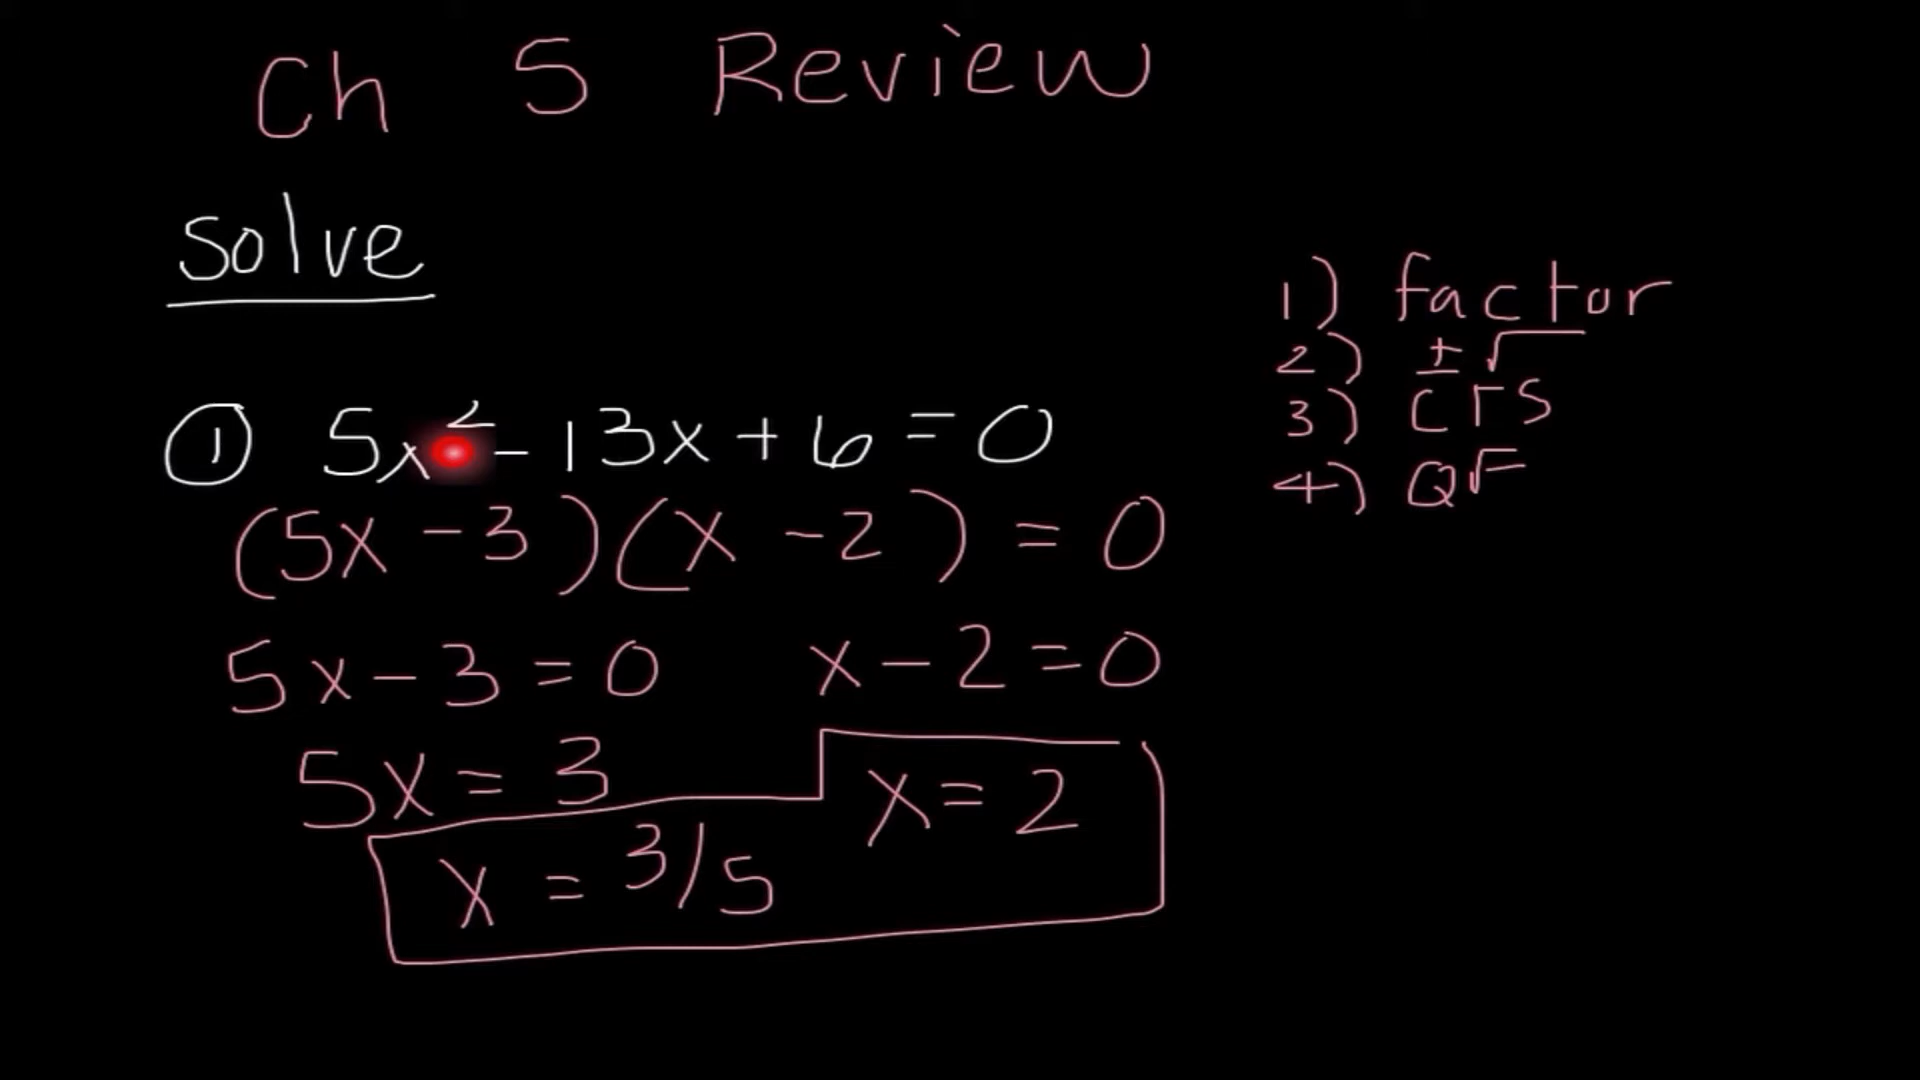 Ch 5 Review
Solve
① 5x² - 13x + 6 = 0
(5x - 3)(x - 2) = 0
5x - 3 = 0 x - 2 = 0
5x = 3
x = 2
x = 3/5
1) factor
2) ±√
3) CTS
4) QF